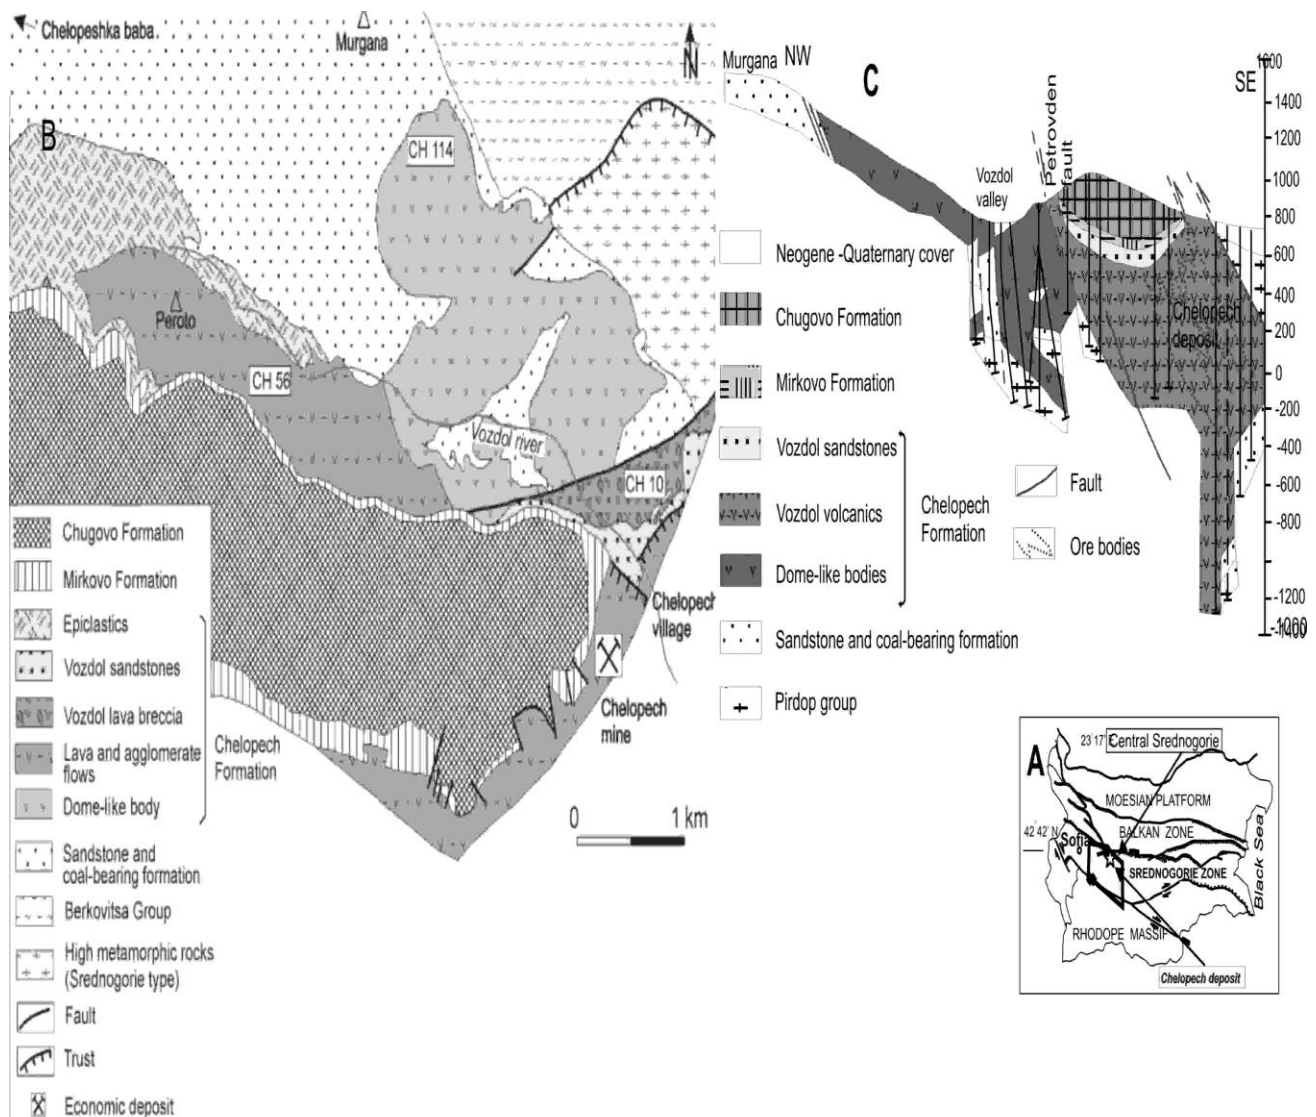 Chelopeshka baba
Murgana
N
B
CH 114
Peroto
CH 56
Vozdol river
CH 10
Chelopech
village
Chelopech
mine
0 1 km
Chugovo Formation
Mirkovo Formation
Epiclastics
Vozdol sandstones
Vozdol lava breccia
Lava and agglomerate
flows
Dome-like body
Chelopech
Formation
Sandstone and
coal-bearing formation
Berkovitsa Group
High metamorphic rocks
(Srednogorie type)
Fault
Trust
Economic deposit
Murgana NW
C
SE
Vozdol
valley
Petrovden
fault
Chelopech
deposit
1400
1200
1000
800
600
400
200
0
-200
-400
-600
-800
-1200
Neogene -Quaternary cover
Chugovo Formation
Mirkovo Formation
Vozdol sandstones
Vozdol volcanics
Dome-like bodies
Chelopech
Formation
Sandstone and coal-bearing formation
Pirdop group
Fault
Ore bodies
A
23°17' E
Central Srednogorie
MOESIAN PLATFORM
42°42' N
Sofia
BALKAN ZONE
SREDNOGORIE ZONE
Black Sea
RHODOPE MASSIF
Chelopech deposit